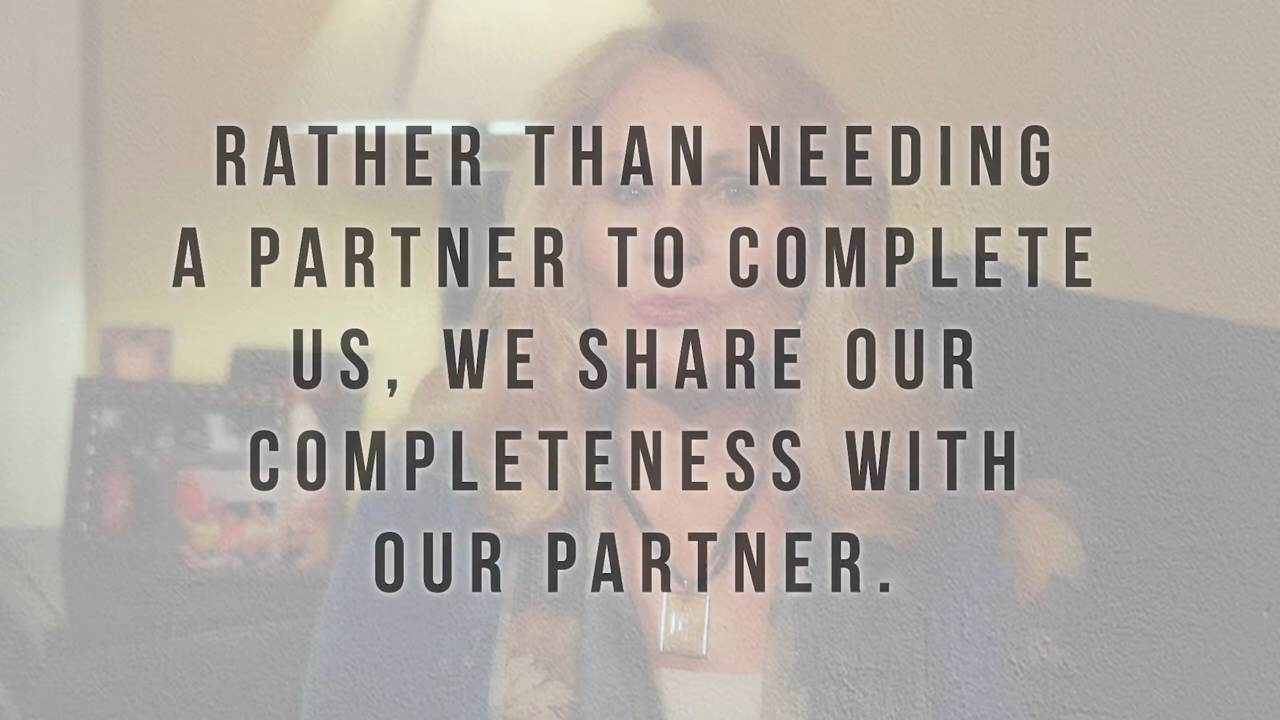 RATHER THAN NEEDING
A PARTNER TO COMPLETE
US, WE SHARE OUR
COMPLETENESS WITH
OUR PARTNER.